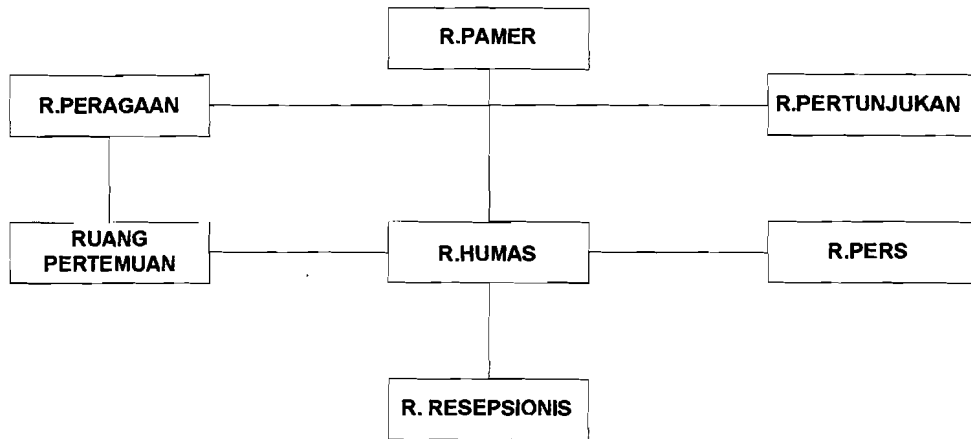 R.PAMER
R.PERAGAAN
R.PERTUNJUKAN
RUANG
PERTEMUAN
R.HUMAS
R.PERS
R. RESEPSIONIS